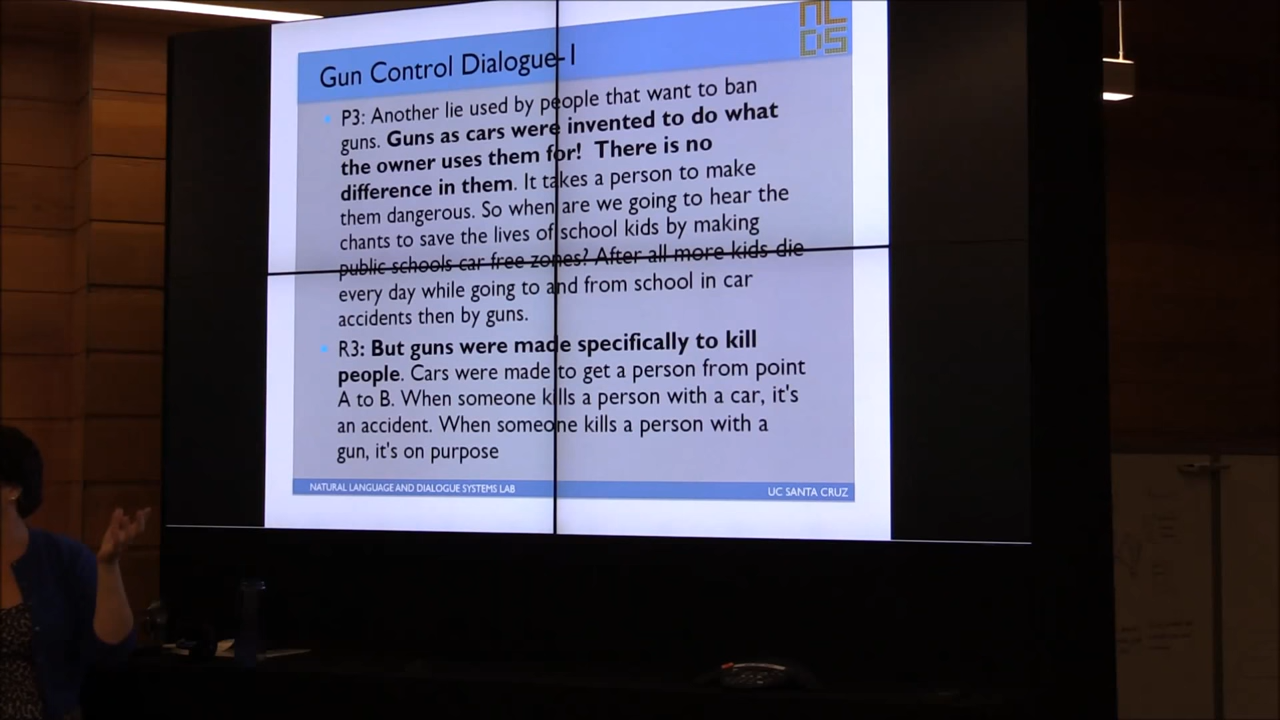 NL
DS
Gun Control Dialogue-1
P3: Another lie used by people that want to ban
guns. Guns as cars were invented to do what
the owner uses them for! There is no
difference in them. It takes a person to make
them dangerous. So when are we going to hear the
chants to save the lives of school kids by making
public schools car free zones? After all more kids die
every day while going to and from school in car
accidents then by guns.
R3: But guns were made specifically to kill
people. Cars were made to get a person from point
A to B. When someone kills a person with a car, it's
an accident. When someone kills a person with a
gun, it's on purpose
NATURAL LANGUAGE AND DIALOGUE SYSTEMS LAB
UC SANTA CRUZ